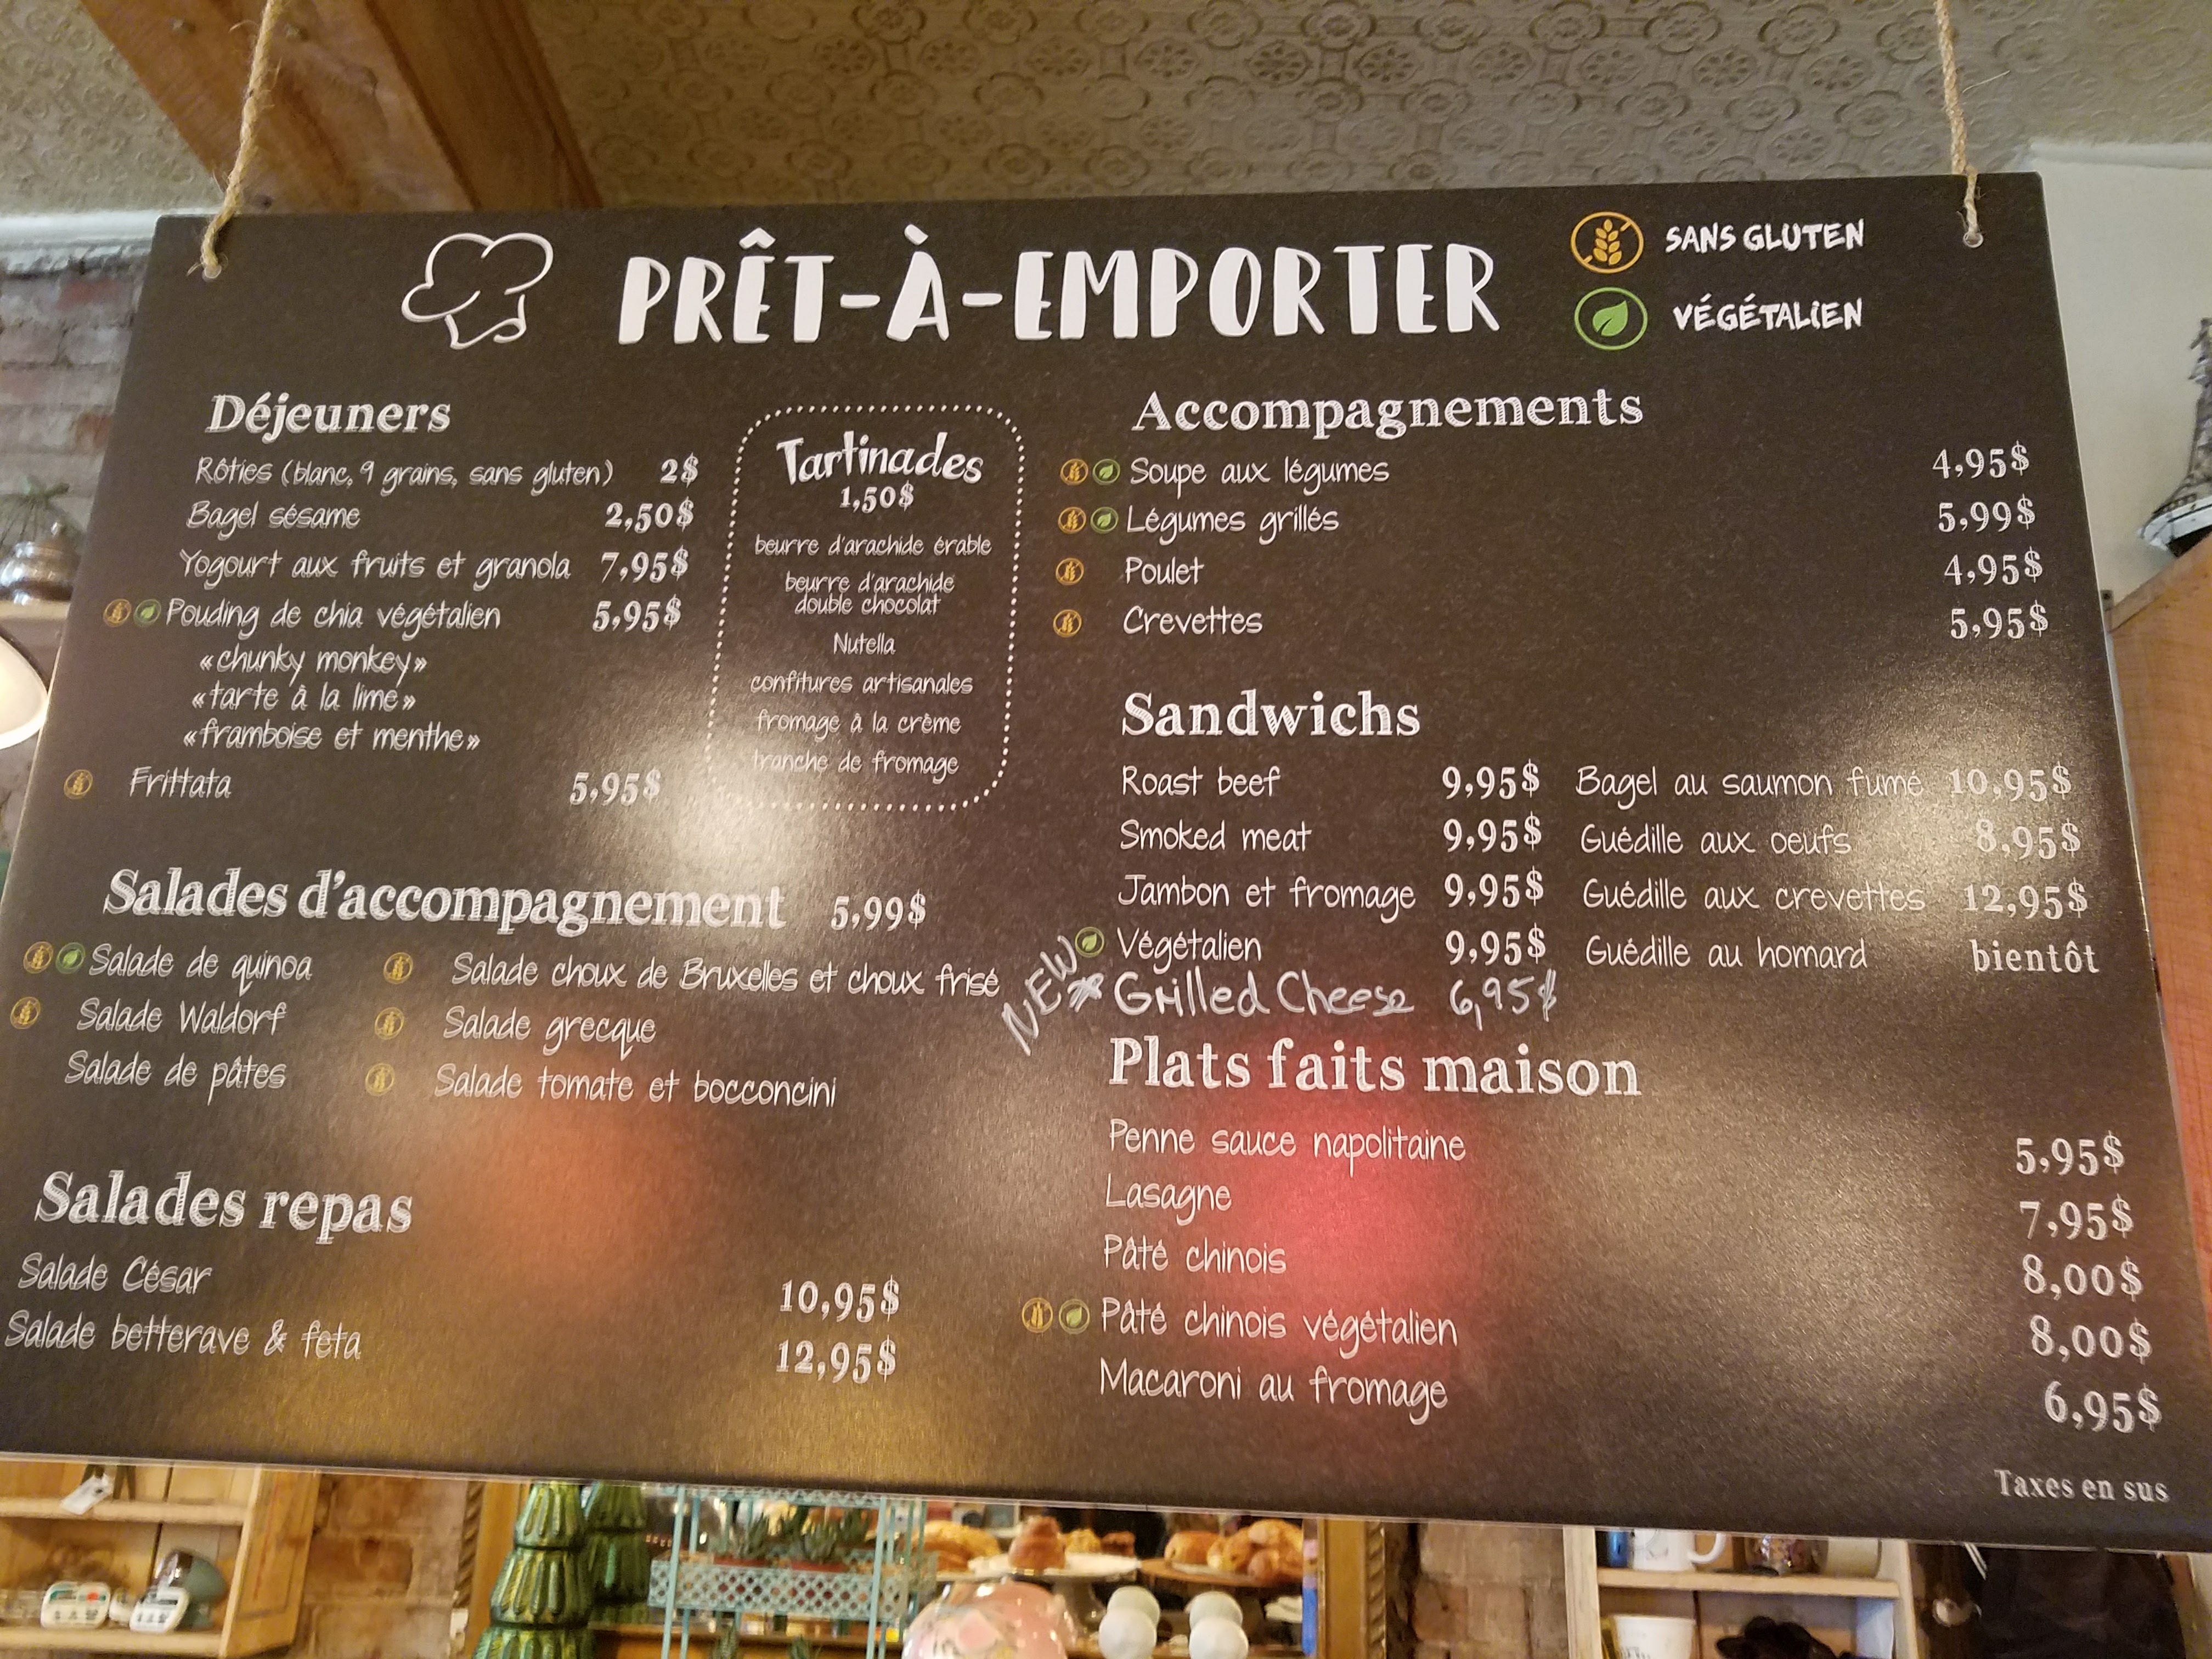 PRÊT-À-EMPORTER
SANS GLUTEN
VÉGÉTALIEN
Déjeuners
Rôties (blanc, 9 grains, sans gluten) 2$
Bagel sésame 2,50$
Yogourt aux fruits et granola 7,95$
Pouding de chia végétalien 5,95$
«chunky monkey»
«tarte à la lime»
«framboise et menthe»
Frittata 5,95$
Tartinades
1,50$
beurre d'arachide érable
beurre d'arachide
double chocolat
Nutella
confitures artisanales
fromage à la crème
tranche de fromage
Salades d'accompagnement 5,99$
Salade de quinoa
Salade Waldorf
Salade de pâtes
Salade choux de Bruxelles et choux frisé
Salade grecque
Salade tomate et bocconcini
Salades repas
Salade César 10,95$
Salade betterave & feta 12,95$
Accompagnements
Soupe aux légumes 4,95$
Légumes grillés 5,99$
Poulet 4,95$
Crevettes 5,95$
Sandwichs
Roast beef 9,95$
Smoked meat 9,95$
Jambon et fromage 9,95$
Végétalien 9,95$
NEW * Grilled Cheese 6,95$
Bagel au saumon fumé 10,95$
Guédille aux oeufs 8,95$
Guédille aux crevettes 12,95$
Guédille au homard bientôt
Plats faits maison
Penne sauce napolitaine 5,95$
Lasagne 7,95$
Pâté chinois 8,00$
Pâté chinois végétalien 8,00$
Macaroni au fromage 6,95$
Taxes en sus